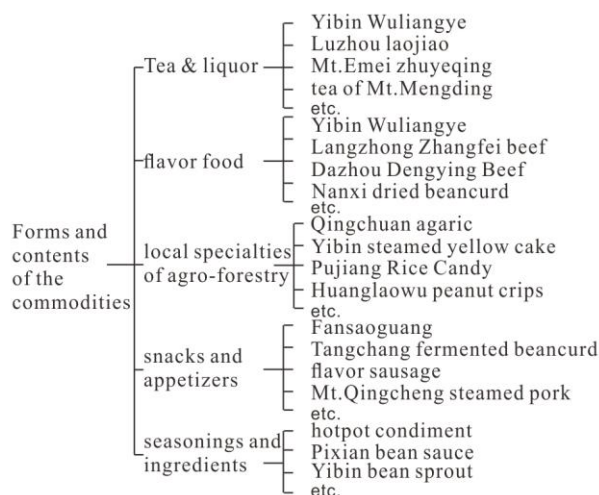 Forms and
contents
of the
commodities
Tea & liquor
Yibin Wuliangye
Luzhou laojiao
Mt.Emei zhuyeqing
tea of Mt.Mengding
etc.
flavor food
Yibin Wuliangye
Langzhong Zhangfei beef
Dazhou Dengying Beef
Nanxi dried beancurd
etc.
local specialties
of agro-forestry
Qingchuan agaric
Yibin steamed yellow cake
Pujiang Rice Candy
Huanglaowu peanut crips
etc.
snacks and
appetizers
Fansaoguang
Tangchang fermented beancurd
flavor sausage
Mt.Qingcheng steamed pork
etc.
seasonings and
ingredients
hotpot condiment
Pixian bean sauce
Yibin bean sprout
etc.